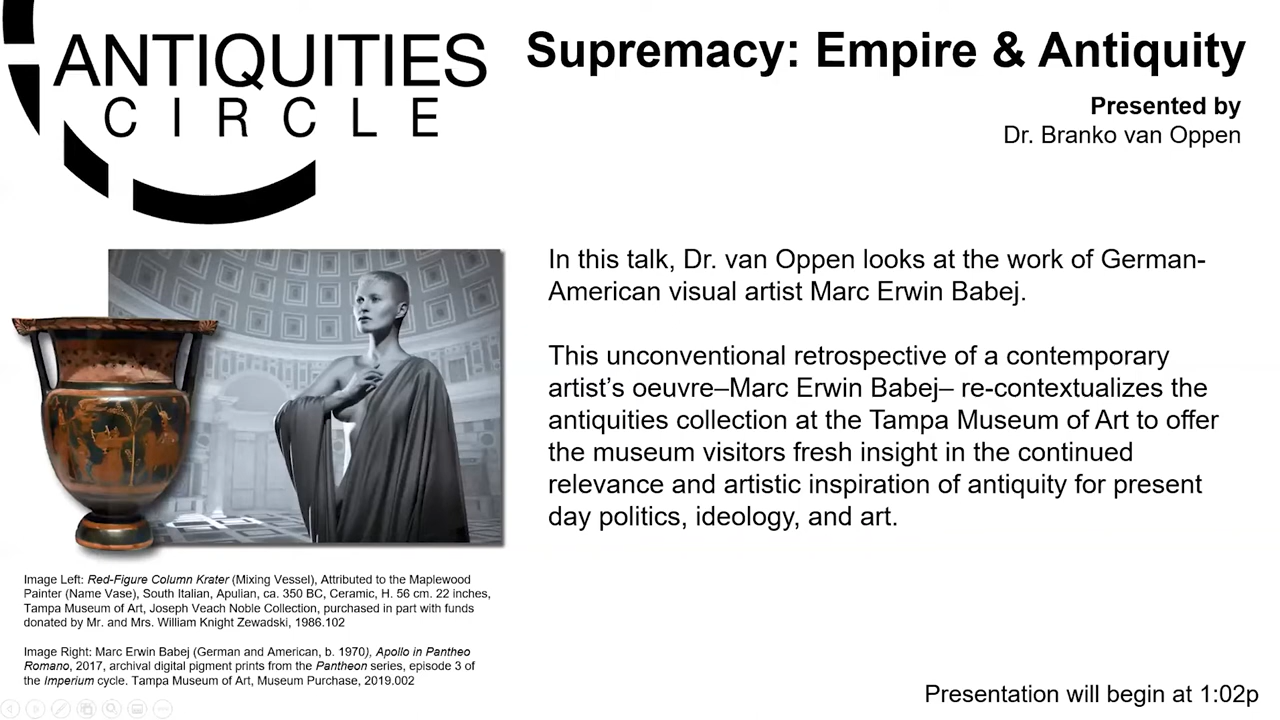 ANTIQUITIES
CIRCLE
Supremacy: Empire & Antiquity
Presented by
Dr. Branko van Oppen
In this talk, Dr. van Oppen looks at the work of German-
American visual artist Marc Erwin Babej.
This unconventional retrospective of a contemporary
artist’s oeuvre–Marc Erwin Babej– re-contextualizes the
antiquities collection at the Tampa Museum of Art to offer
the museum visitors fresh insight in the continued
relevance and artistic inspiration of antiquity for present
day politics, ideology, and art.
Image Left: Red-Figure Column Krater (Mixing Vessel), Attributed to the Maplewood
Painter (Name Vase), South Italian, Apulian, ca. 350 BC, Ceramic, H. 56 cm. 22 inches,
Tampa Museum of Art, Joseph Veach Noble Collection, purchased in part with funds
donated by Mr. and Mrs. William Knight Zewadski, 1986.102
Image Right: Marc Erwin Babej (German and American, b. 1970), Apollo in Pantheo
Romano, 2017, archival digital pigment prints from the Pantheon series, episode 3 of
the Imperium cycle. Tampa Museum of Art, Museum Purchase, 2019.002
Presentation will begin at 1:02p